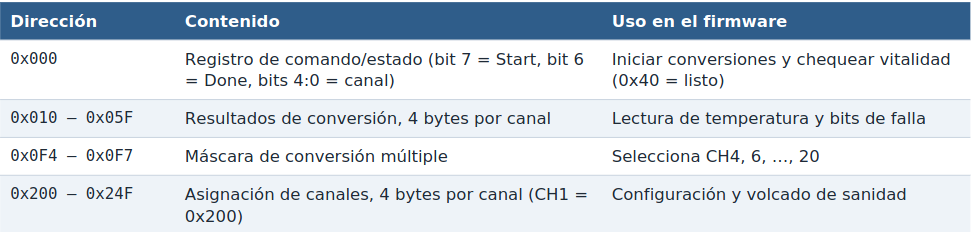 Dirección Contenido Uso en el firmware
0x000 Registro de comando/estado (bit 7 = Start, bit 6 Iniciar conversiones y chequear vitalidad
= Done, bits 4:0 = canal) (0x40 = listo)
0x010 – 0x05F Resultados de conversión, 4 bytes por canal Lectura de temperatura y bits de falla
0x0F4 – 0x0F7 Máscara de conversión múltiple Selecciona CH4, 6, …, 20
0x200 – 0x24F Asignación de canales, 4 bytes por canal (CH1 = Configuración y volcado de sanidad
0x200)